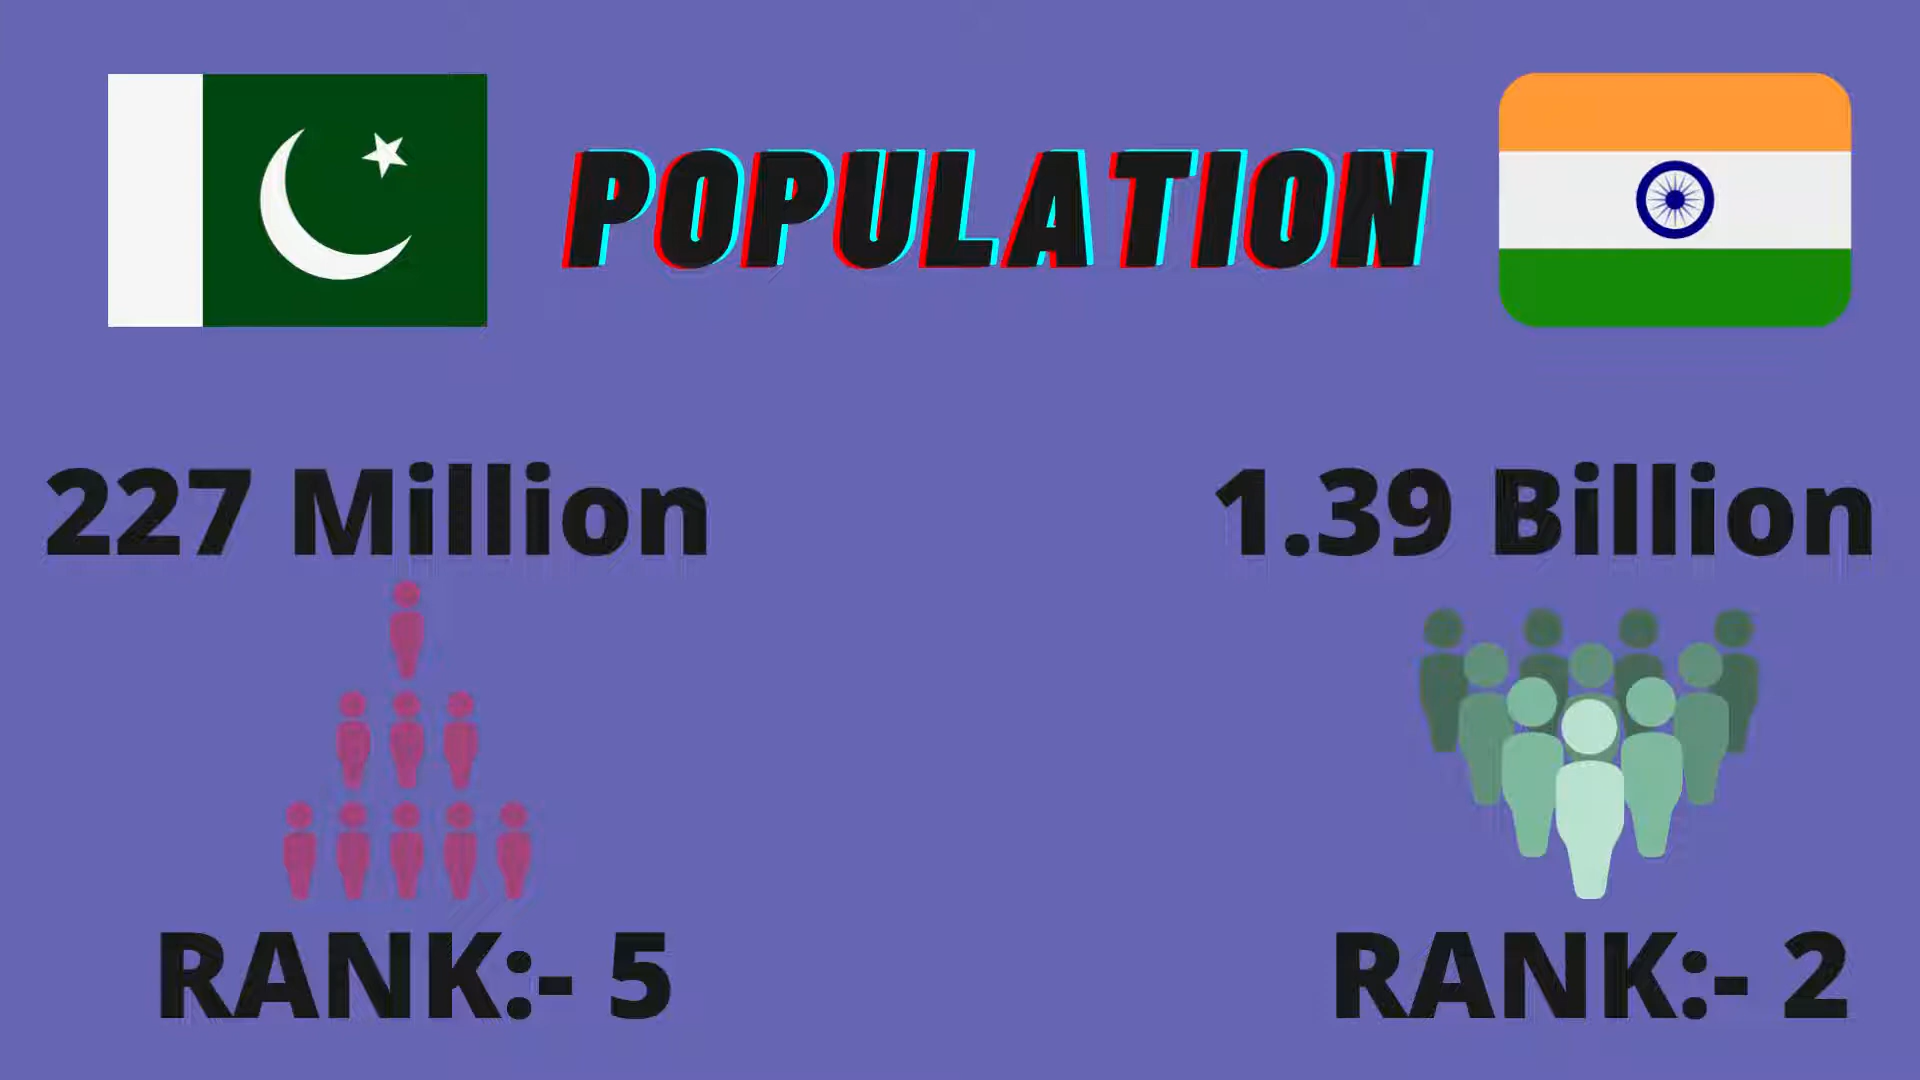 POPULATION
227 Million
1.39 Billion
RANK:- 5
RANK:- 2